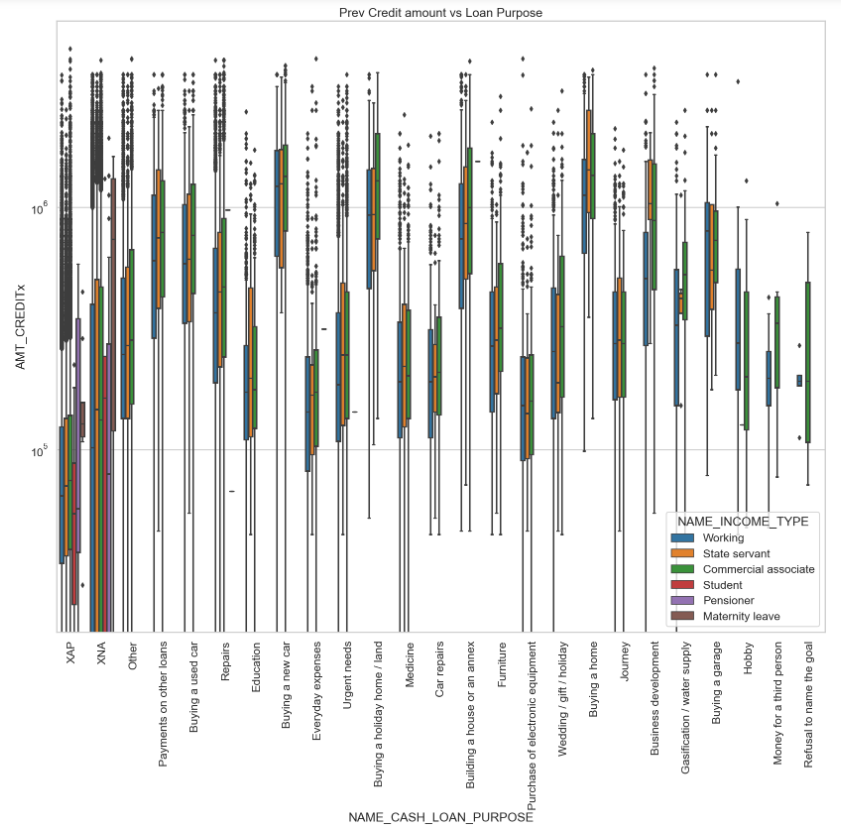 Prev Credit amount vs Loan Purpose
10⁶
10⁵
AMT_CREDITx
NAME_INCOME_TYPE
Working
State servant
Commercial associate
Student
Pensioner
Maternity leave
XAP
XNA
Other
Payments on other loans
Buying a used car
Repairs
Education
Buying a new car
Everyday expenses
Urgent needs
Buying a holiday home / land
Medicine
Car repairs
Building a house or an annex
Furniture
Purchase of electronic equipment
Wedding / gift / holiday
Buying a home
Journey
Business development
Gasification / water supply
Buying a garage
Hobby
Money for a third person
Refusal to name the goal
NAME_CASH_LOAN_PURPOSE